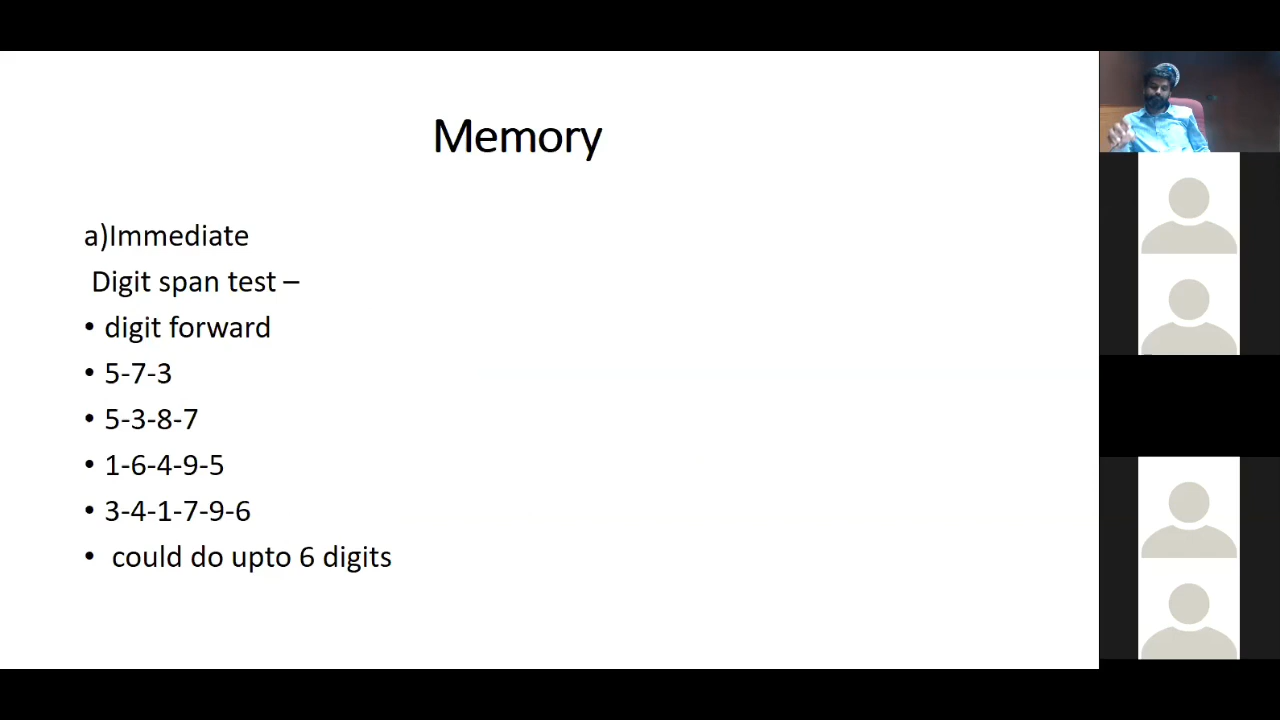 Memory
a)Immediate
Digit span test –
• digit forward
• 5-7-3
• 5-3-8-7
• 1-6-4-9-5
• 3-4-1-7-9-6
• could do upto 6 digits